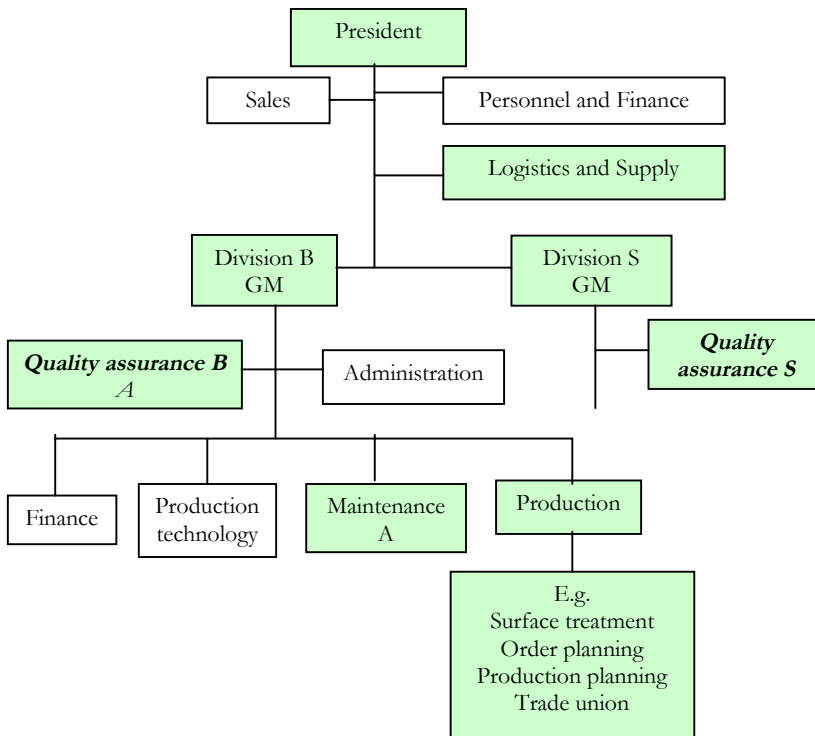 President
Sales
Personnel and Finance
Logistics and Supply
Division B
GM
Division S
GM
Quality assurance B
A
Administration
Quality
assurance S
Finance
Production
technology
Maintenance
A
Production
E.g.
Surface treatment
Order planning
Production planning
Trade union